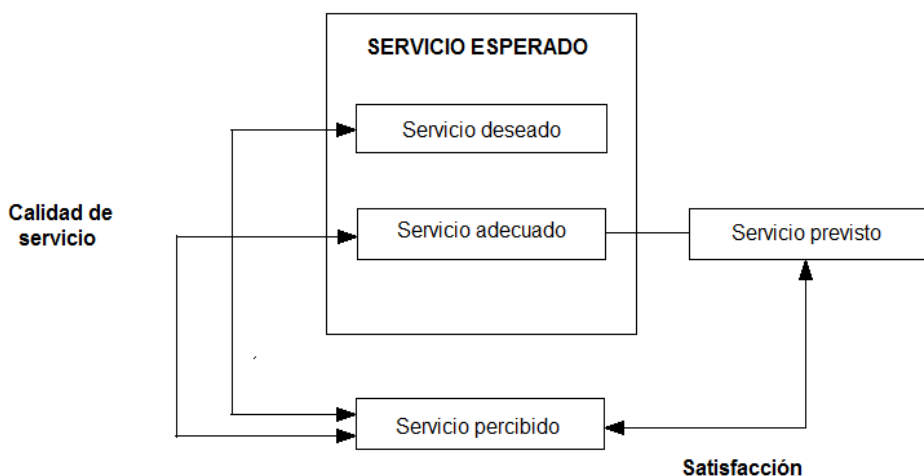 SERVICIO ESPERADO
Servicio deseado
Calidad de
servicio
Servicio adecuado
Servicio previsto
Servicio percibido
Satisfacción